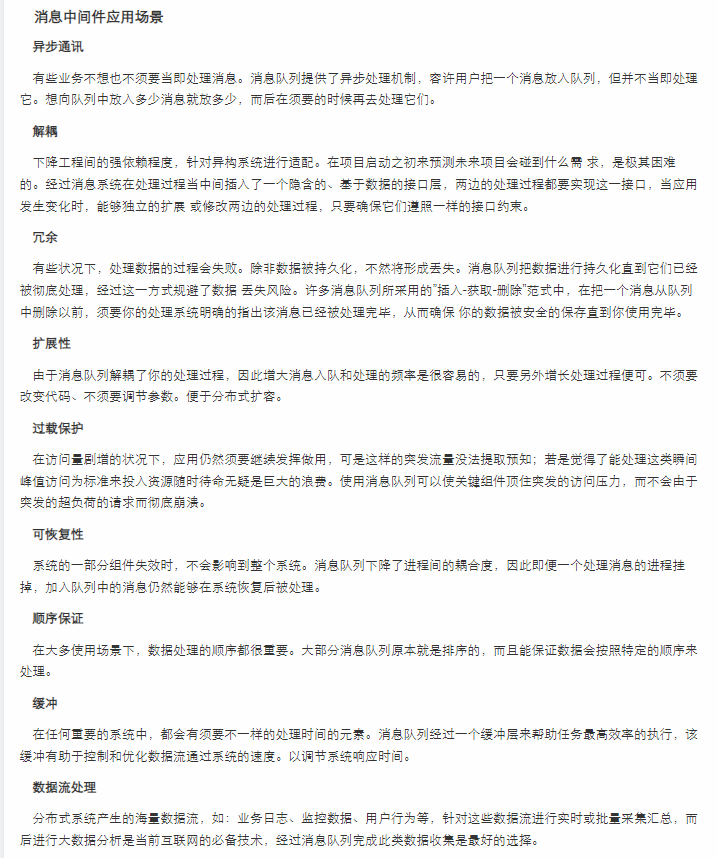 消息中间件应用场景
异步通讯
有些业务不想也不须要当即处理消息。消息队列提供了异步处理机制，容许用户把一个消息放入队列，但并不当即处理
它。想向队列中放入多少消息就放多少，而后在须要的时候再去处理它们。
解耦
下降工程间的强依赖程度，针对异构系统进行适配。在项目启动之初来预测未来项目会碰到什么需 求，是极其困难
的。经过消息系统在处理过程当中间插入了一个隐含的、基于数据的接口层，两边的处理过程都要实现这一接口，当应用
发生变化时，能够独立的扩展 或修改两边的处理过程，只要确保它们遵照一样的接口约束。
冗余
有些状况下，处理数据的过程会失败。除非数据被持久化，不然将形成丢失。消息队列把数据进行持久化直到它们已经
被彻底处理，经过这一方式规避了数据 丢失风险。许多消息队列所采用的"插入-获取-删除"范式中，在把一个消息从队列
中删除以前，须要你的处理系统明确的指出该消息已经被处理完毕，从而确保 你的数据被安全的保存直到你使用完毕。
扩展性
由于消息队列解耦了你的处理过程，因此增大消息入队和处理的频率是很容易的，只要另外增长处理过程便可。不须要
改变代码、不须要调节参数。便于分布式扩容。
过载保护
在访问量剧增的状况下，应用仍然须要继续发挥做用，可是这样的突发流量没法提取预知；若是觉得了能处理这类瞬间
峰值访问为标准来投入资源随时待命无疑是巨大的浪费。使用消息队列可以使关键组件顶住突发的访问压力，而不会由于
突发的超负荷的请求而彻底崩溃。
可恢复性
系统的一部分组件失效时，不会影响到整个系统。消息队列下降了进程间的耦合度，因此即便一个处理消息的进程挂
掉，加入队列中的消息仍然能够在系统恢复后被处理。
顺序保证
在大多使用场景下，数据处理的顺序都很重要。大部分消息队列原本就是排序的，而且能保证数据会按照特定的顺序来
处理。
缓冲
在任何重要的系统中，都会有须要不一样的处理时间的元素。消息队列经过一个缓冲层来帮助任务最高效率的执行，该
缓冲有助于控制和优化数据流通过系统的速度。以调节系统响应时间。
数据流处理
分布式系统产生的海量数据流，如：业务日志、监控数据、用户行为等，针对这些数据流进行实时或批量采集汇总，而
后进行大数据分析是当前互联网的必备技术，经过消息队列完成此类数据收集是最好的选择。